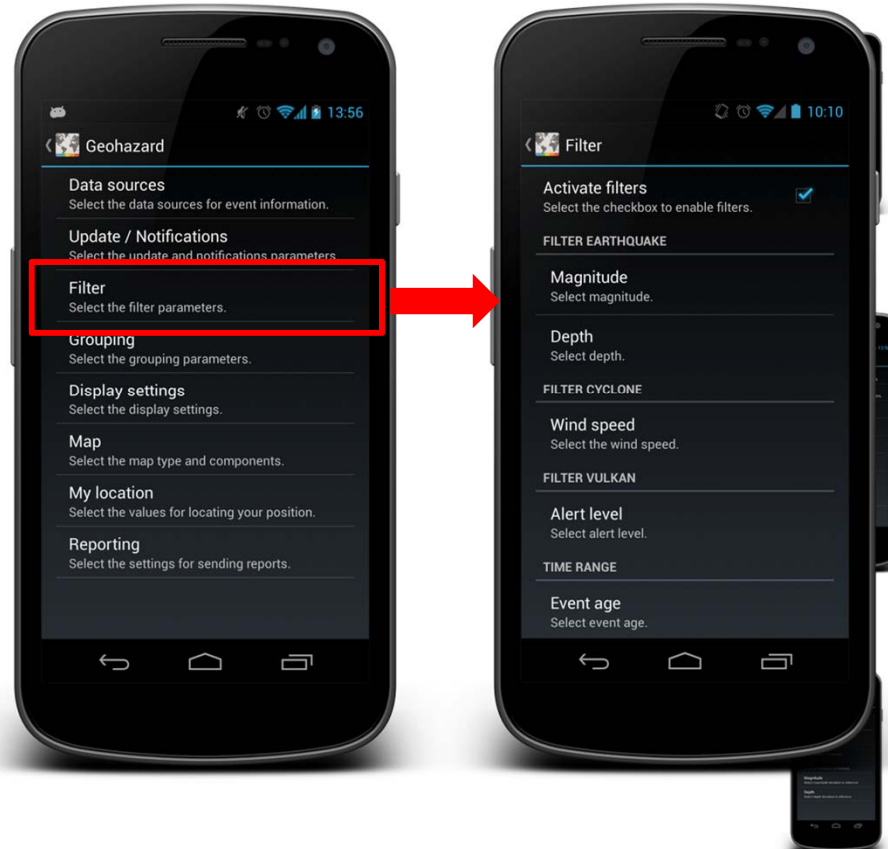 13:56
Geohazard
Data sources
Select the data sources for event information.
Update / Notifications
Select the update and notifications parameters.
Filter
Select the filter parameters.
Grouping
Select the grouping parameters.
Display settings
Select the display settings.
Map
Select the map type and components.
My location
Select the values for locating your position.
Reporting
Select the settings for sending reports.
10:10
Filter
Activate filters
Select the checkbox to enable filters.
FILTER EARTHQUAKE
Magnitude
Select magnitude.
Depth
Select depth.
FILTER CYCLONE
Wind speed
Select the wind speed.
FILTER VULKAN
Alert level
Select alert level.
TIME RANGE
Event age
Select event age.
Magnitude
Depth